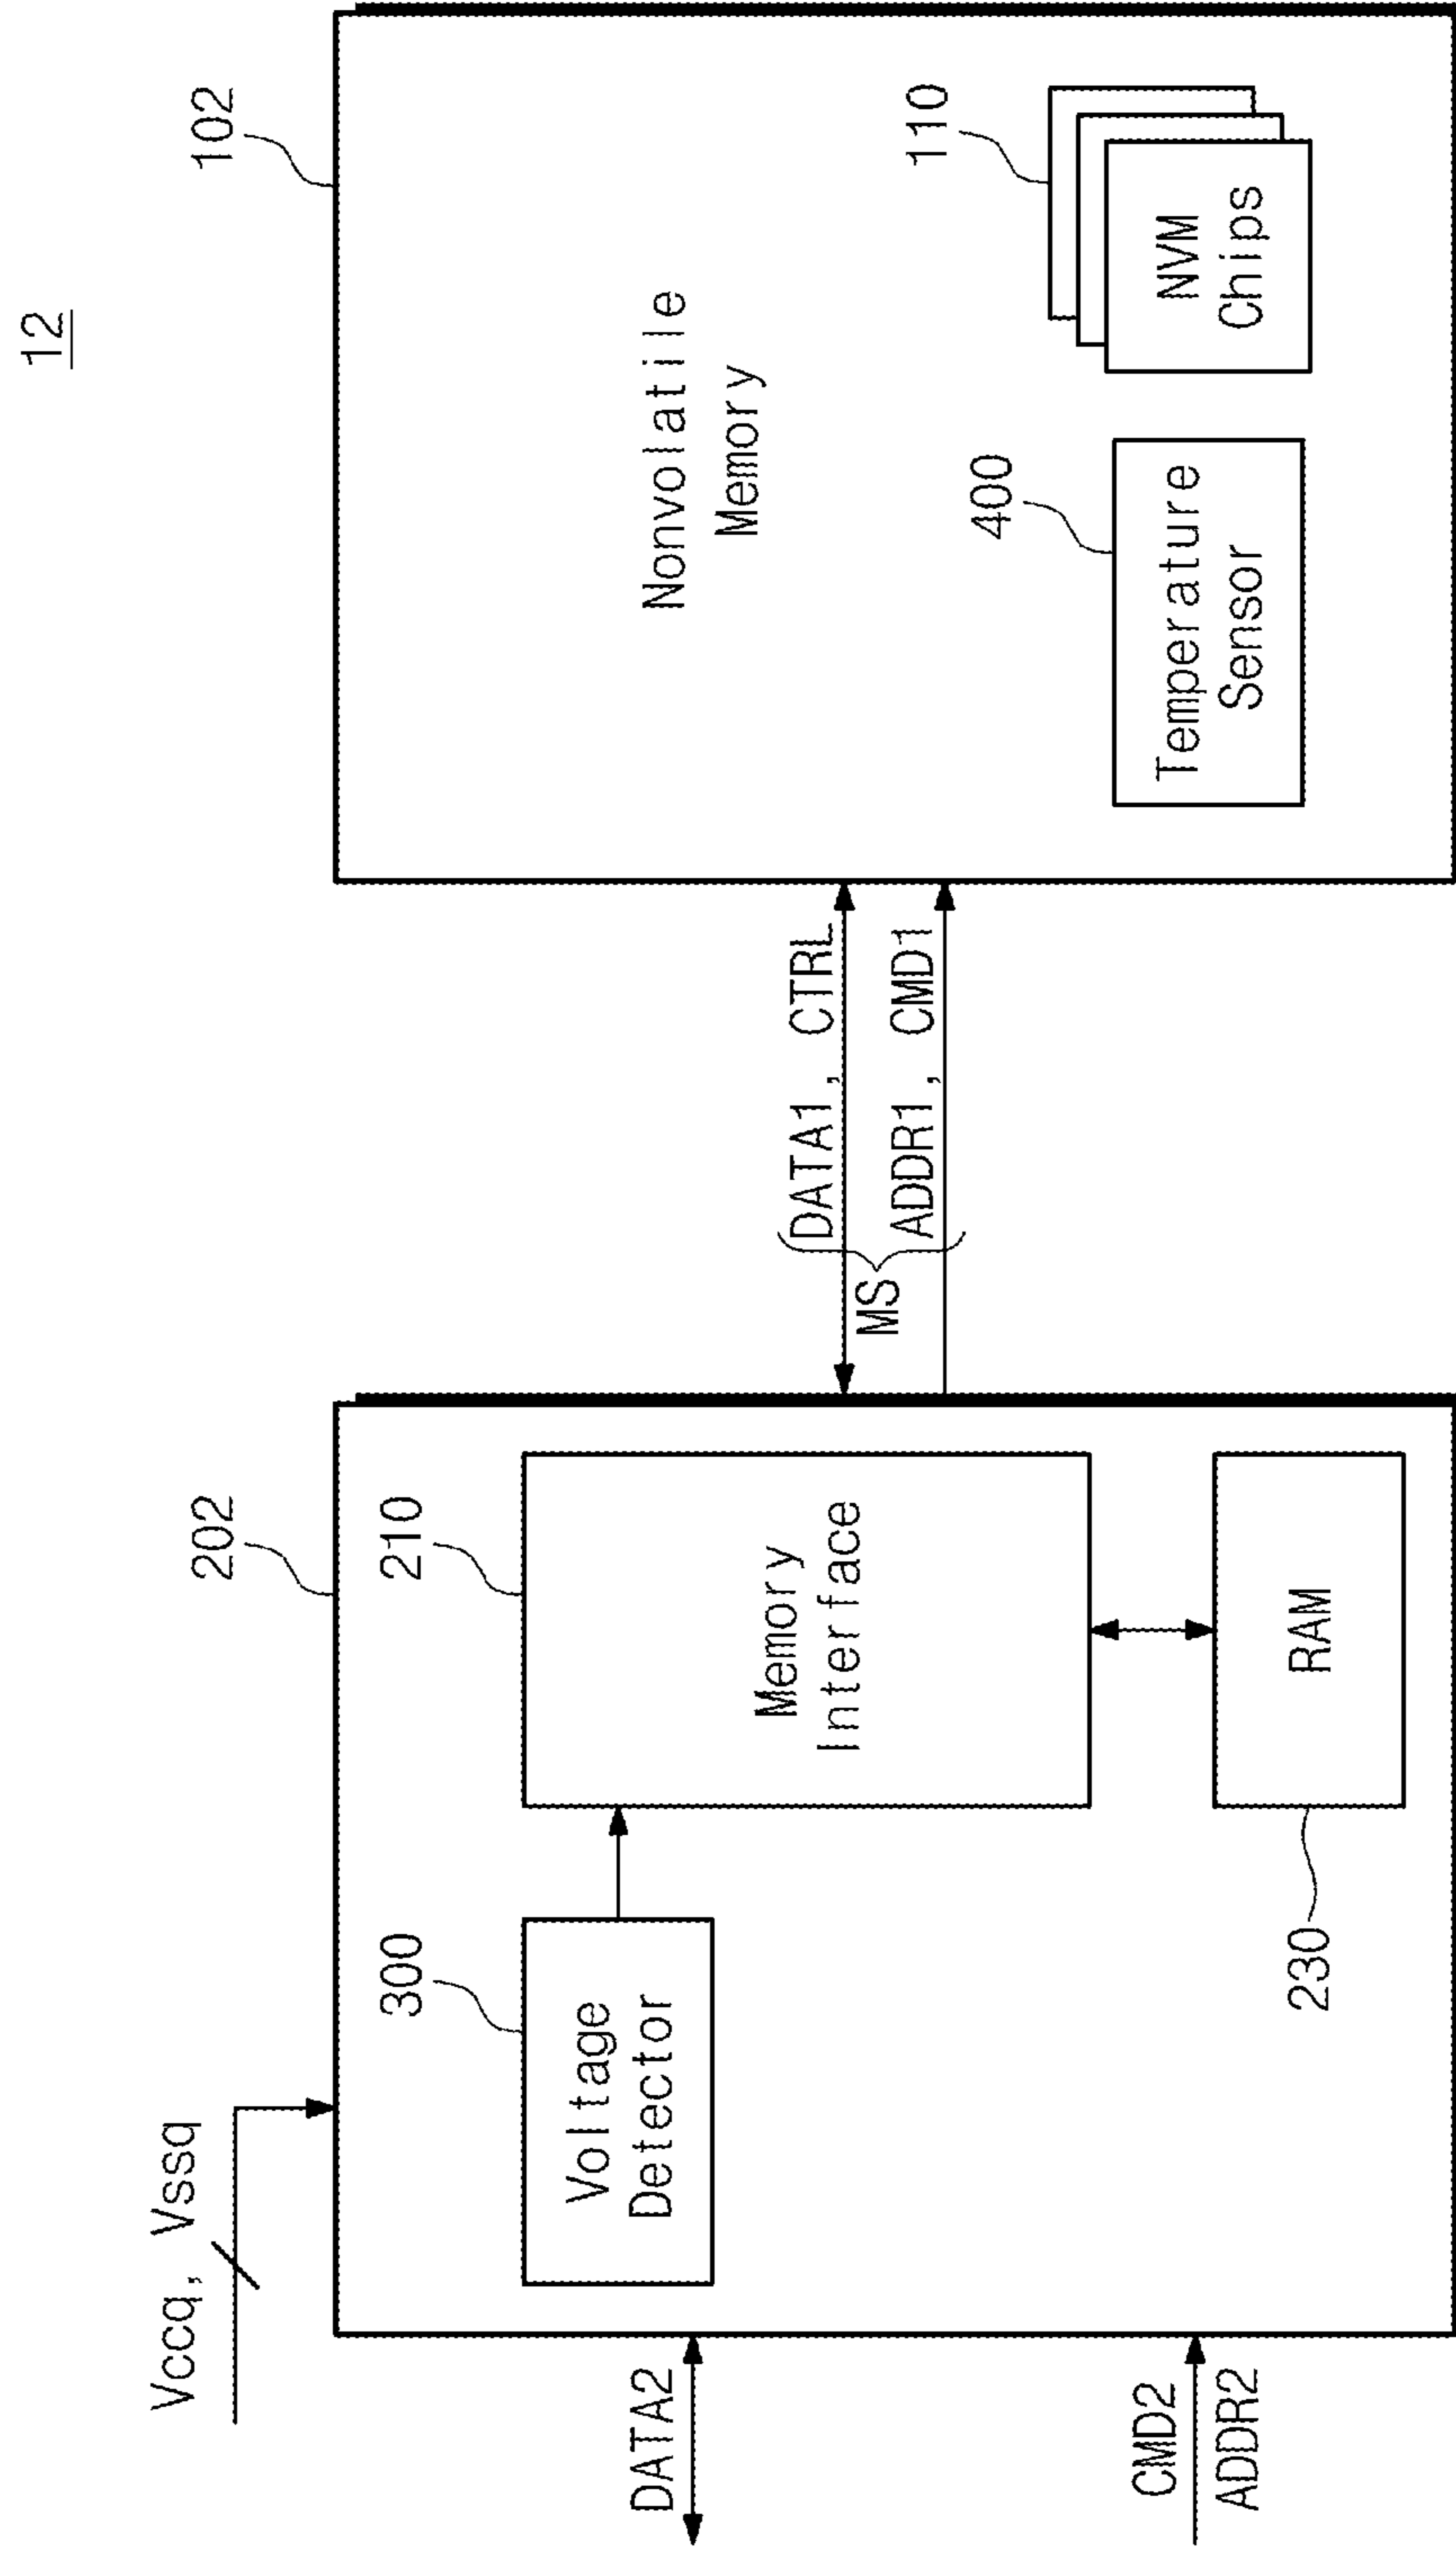 12
Vccq, Vssq
202
102
300
210
Voltage
Detector
Memory
Interface
DATA2
MS
DATA1, CTRL
ADDR1, CMD1
Nonvolatile
Memory
400
110
Temperature
Sensor
NVM
Chips
CMD2
ADDR2
230
RAM